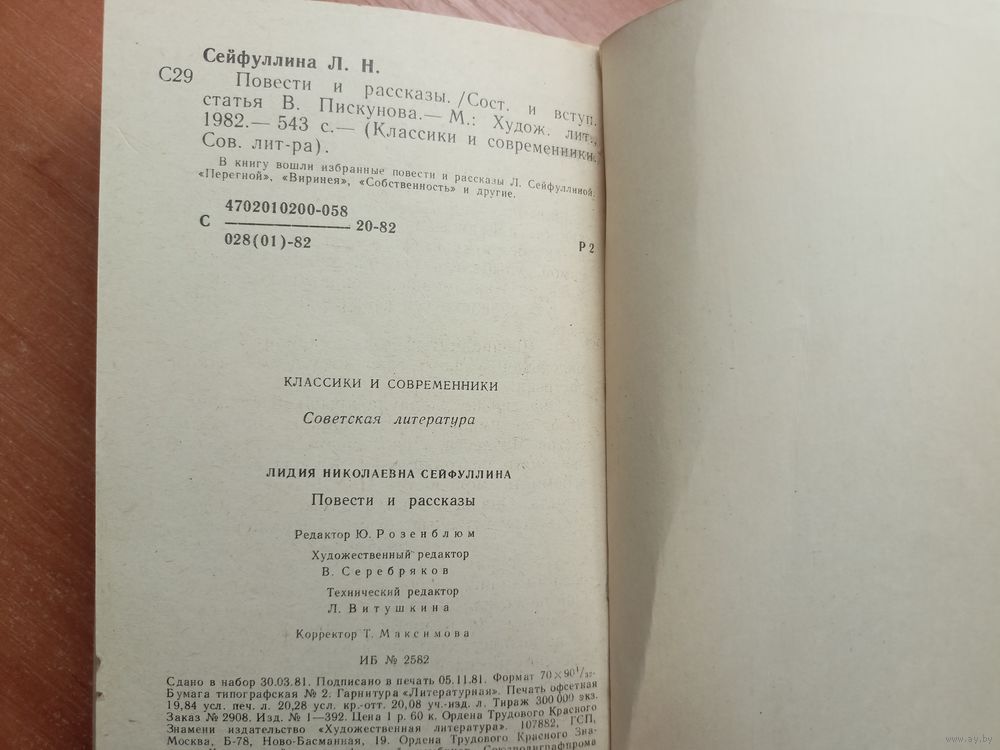 Сейфуллина Л. Н.
С29 Повести и рассказы. /Сост. и вступ.
статья В. Пискунова.— М.: Худож. лит.,
1982.— 543 с.— (Классики и современники.
Сов. лит-ра).
В книгу вошли избранные повести и рассказы Л. Сейфуллиной:
«Перегной», «Виринея», «Собственность» и другие.
4702010200-058
С 20-82
028(01)-82
Р 2
КЛАССИКИ И СОВРЕМЕННИКИ
Советская литература
ЛИДИЯ НИКОЛАЕВНА СЕЙФУЛЛИНА
Повести и рассказы
Редактор Ю. Розенблюм
Художественный редактор
В. Серебряков
Технический редактор
Л. Витушкина
Корректор Т. Максимова
ИБ № 2582
Сдано в набор 30.03.81. Подписано в печать 05.11.81. Формат 70×90¹/₃₂.
Бумага типографская № 2. Гарнитура «Литературная». Печать офсетная
19,84 усл. печ. л. 20,28 усл. кр.-отт. 20,08 уч.-изд. л. Тираж 300 000 экз.
Заказ № 2908. Изд. № 1—392. Цена 1 р. 60 к. Ордена Трудового Красного
Знамени издательство «Художественная литература». 107882, ГСП,
Москва, Б-78, Ново-Басманная, 19. Ордена Трудового Красного Зна-
Союзполиграфпрома
www.ay.by